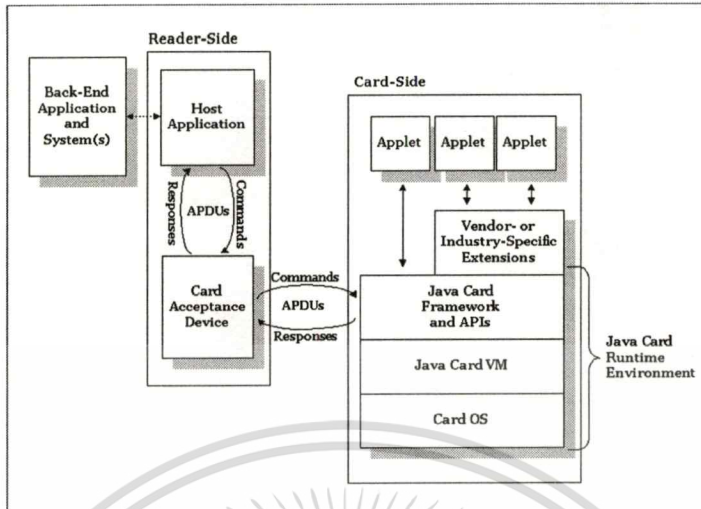 Reader-Side
Back-End
Application
and
System(s)
Host
Application
Responses
APDUs
Commands
Card
Acceptance
Device
Commands
APDUs
Responses
Card-Side
Applet
Applet
Applet
Vendor- or
Industry-Specific
Extensions
Java Card
Framework
and APIs
Java Card VM
Card OS
Java Card
Runtime
Environment